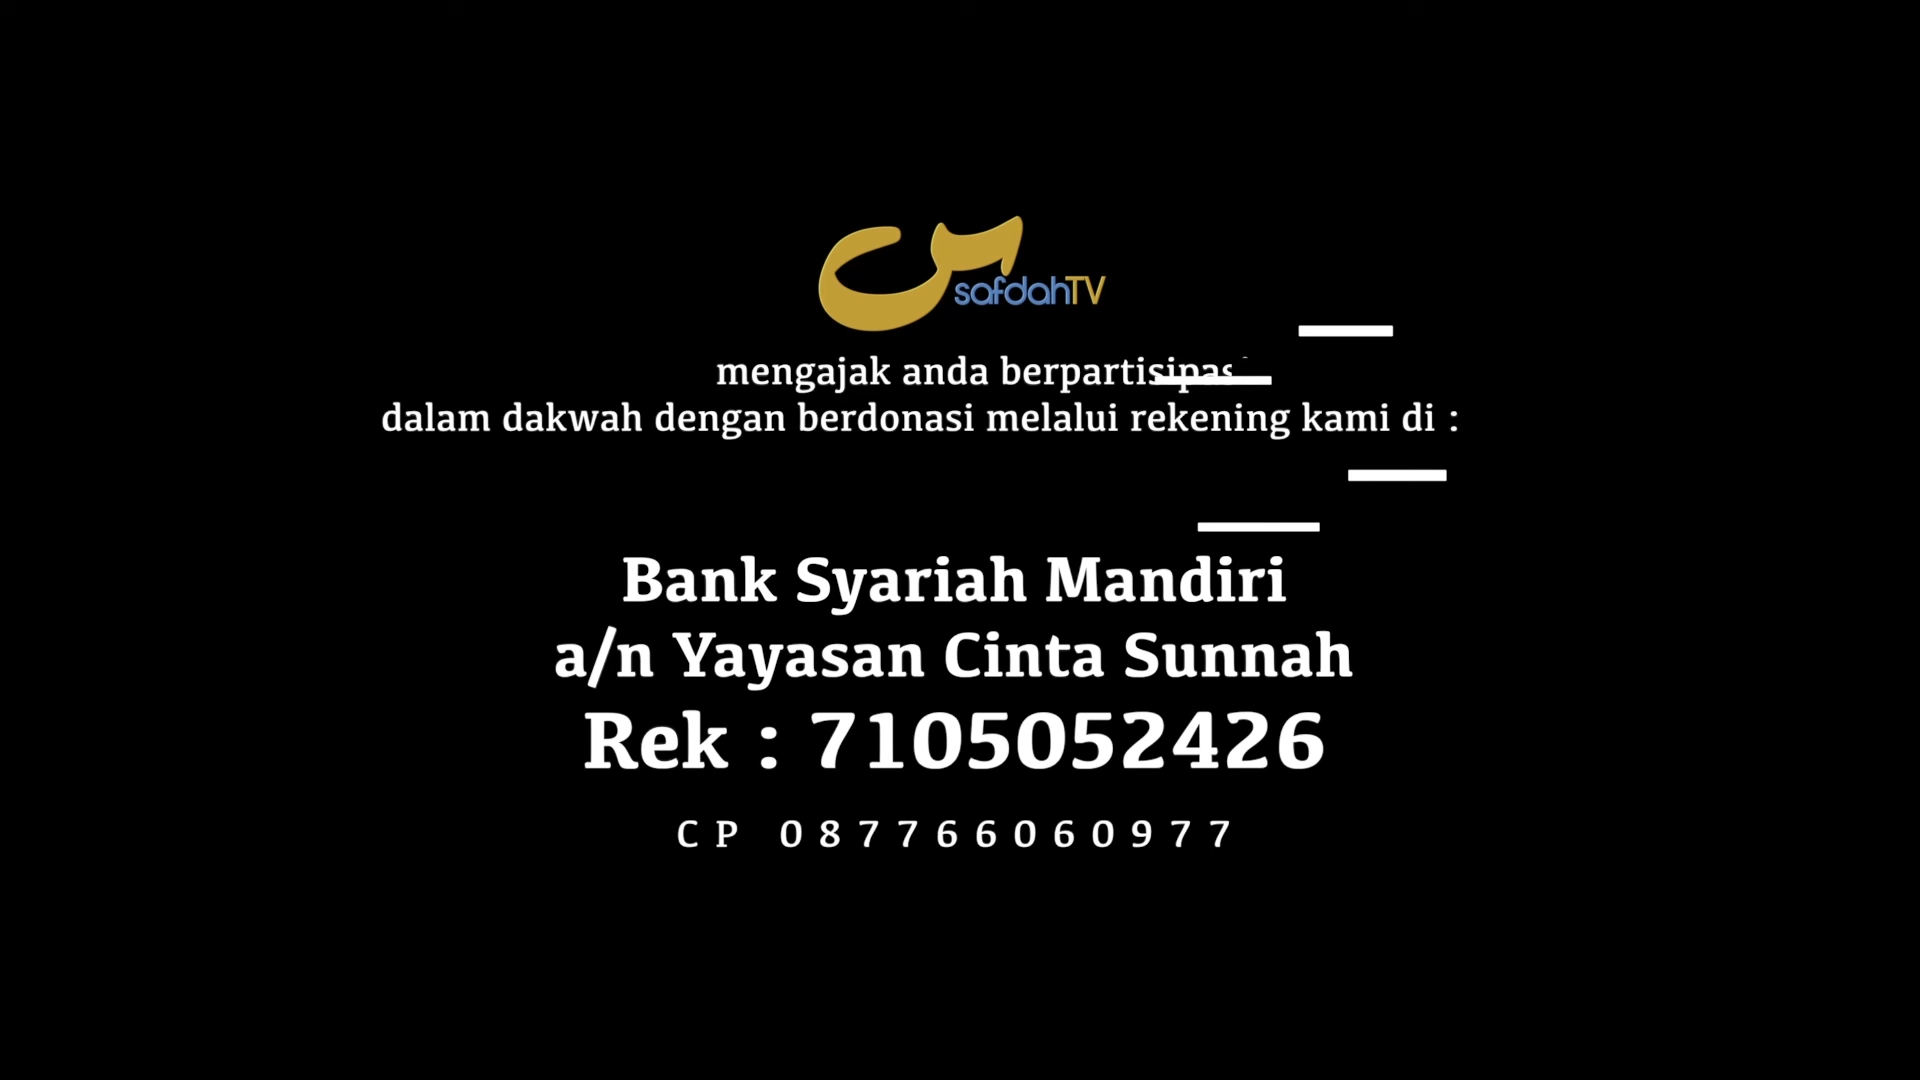 safdahTV
mengajak anda berpartisipasi
dalam dakwah dengan berdonasi melalui rekening kami di :
Bank Syariah Mandiri
a/n Yayasan Cinta Sunnah
Rek : 7105052426
CP 087766060977